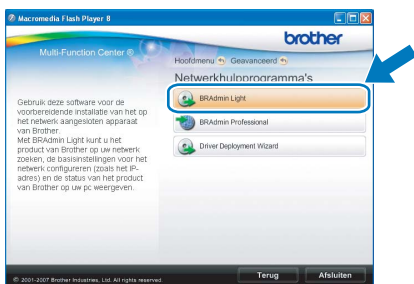 Macromedia Flash Player 8
brother
Multi-Function Center ®
Hoofdmenu Geavanceerd
Netwerkhulpprogramma's
BRAdmin Light
BRAdmin Professional
Driver Deployment Wizard
Gebruik deze software voor de
voorbereidende installatie van het op
het netwerk aangesloten apparaat
van Brother.
Met BRAdmin Light kunt u het
product van Brother op uw netwerk
zoeken, de basisinstellingen voor het
netwerk configureren (zoals het IP-
adres) en de status van het product
van Brother op uw pc weergeven.
© 2001-2007 Brother Industries, Ltd. All rights reserved.
Terug
Afsluiten